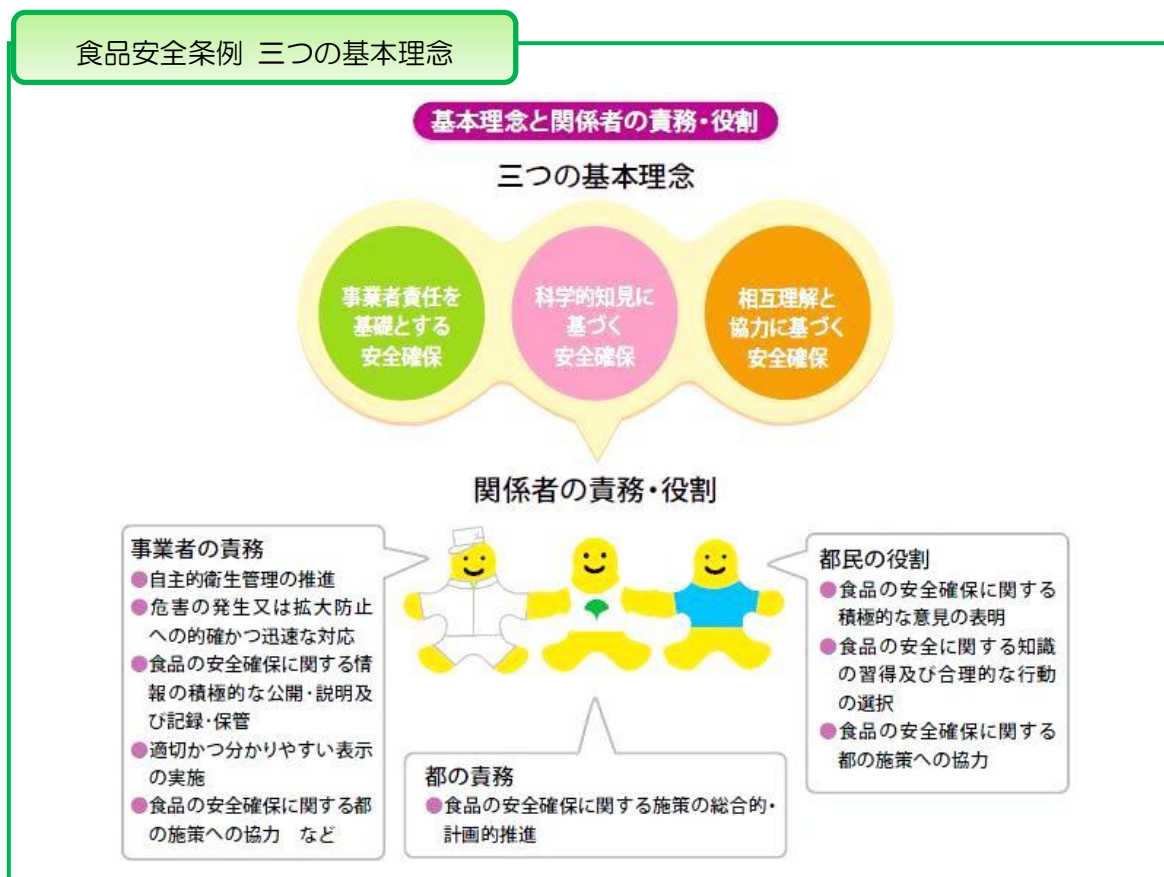 食品安全条例 三つの基本理念
基本理念と関係者の責務・役割
三つの基本理念
事業者責任を
基礎とする
安全確保
科学的知見に
基づく
安全確保
相互理解と
協力に基づく
安全確保
関係者の責務・役割
事業者の責務
●自主的衛生管理の推進
●危害の発生又は拡大防止
への的確かつ迅速な対応
●食品の安全確保に関する情
報の積極的な公開・説明及
び記録・保管
●適切かつ分かりやすい表示
の実施
●食品の安全確保に関する都
の施策への協力 など
都の責務
●食品の安全確保に関する施策の総合的・
計画的推進
都民の役割
●食品の安全確保に関する
積極的な意見の表明
●食品の安全に関する知識
の習得及び合理的な行動
の選択
●食品の安全確保に関する
都の施策への協力